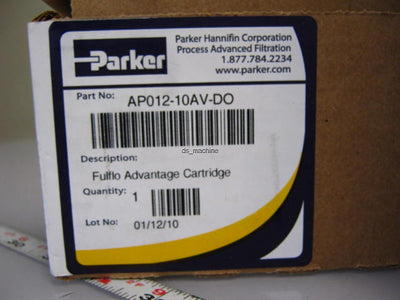 Parker
Parker Hannifin Corporation
Process Advanced Filtration
1.877.784.2234
www.parker.com
Part No: AP012-10AV-DO
ds_machine
Description:
Fulflo Advantage Cartridge
Quantity: 1
Lot No: 01/12/10